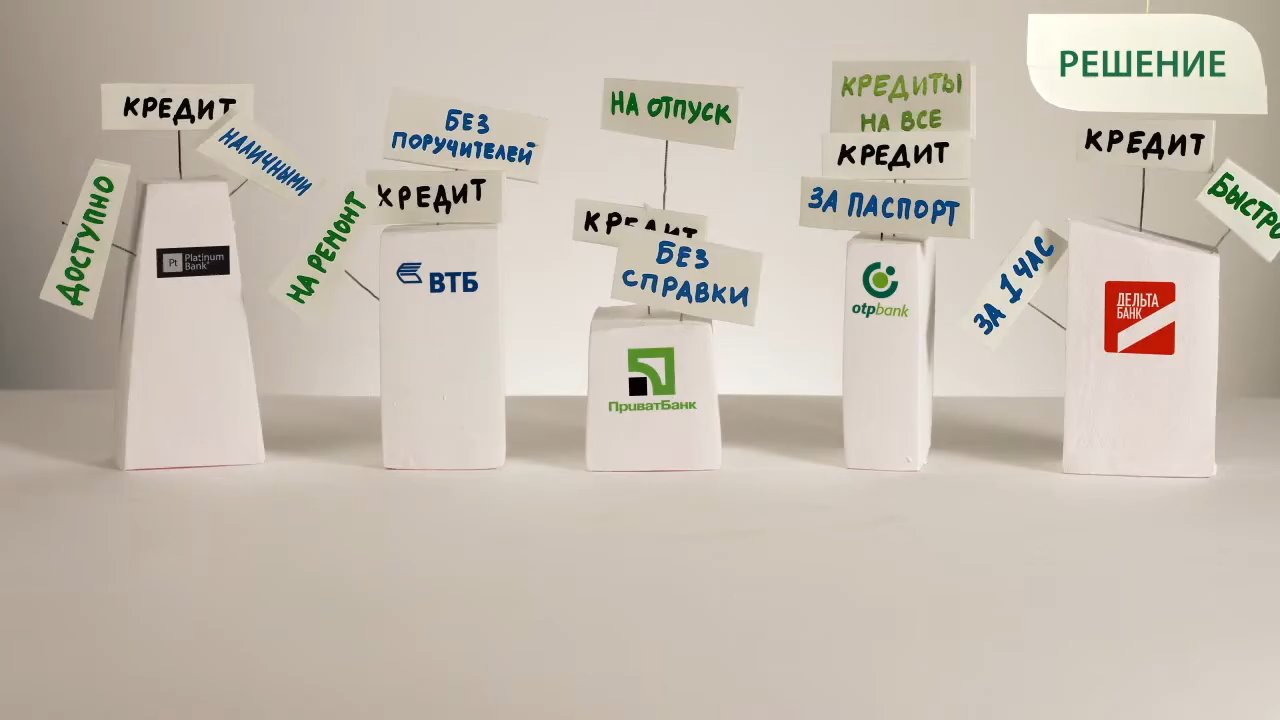 РЕШЕНИЕ
КРЕДИТ
НАЛИЧНЫМИ
ДОСТУПНО
Pt Platinum
Bank
БЕЗ
ПОРУЧИТЕЛЕЙ
КРЕДИТ
НА РЕМОНТ
ВТБ
НА ОТПУСК
КРЕДИТ
БЕЗ
СПРАВКИ
ПриватБанк
КРЕДИТЫ
НА ВСЕ
КРЕДИТ
ЗА ПАСПОРТ
otpbank
КРЕДИТ
БЫСТРО
ЗА 1 ЧАС
ДЕЛЬТА
БАНК